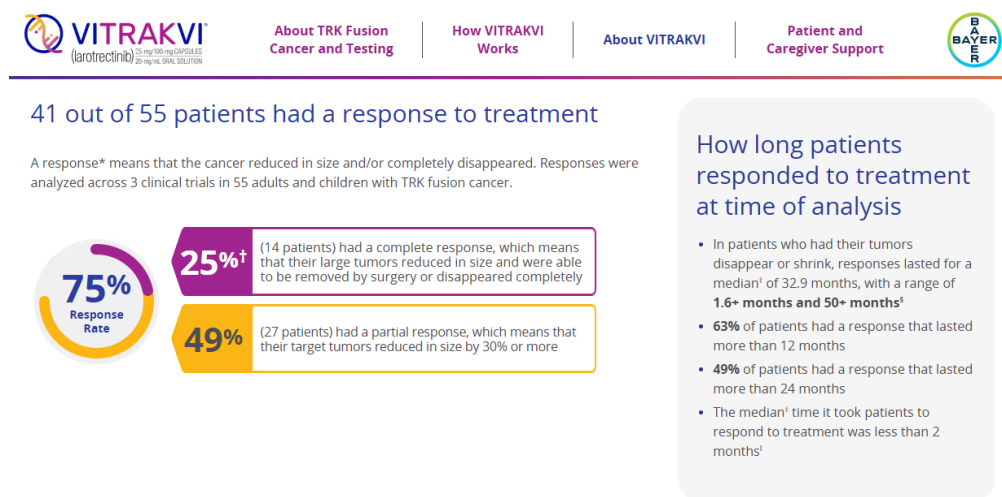 VITRAKVI®
(larotrectinib) 25-mg/100-mg CAPSULES
20-mg/mL ORAL SOLUTION
About TRK Fusion
Cancer and Testing
How VITRAKVI
Works
About VITRAKVI
Patient and
Caregiver Support
BAYER
BAYER
41 out of 55 patients had a response to treatment
A response* means that the cancer reduced in size and/or completely disappeared. Responses were
analyzed across 3 clinical trials in 55 adults and children with TRK fusion cancer.
75%
Response
Rate
25%†
(14 patients) had a complete response, which means
that their large tumors reduced in size and were able
to be removed by surgery or disappeared completely
49%
(27 patients) had a partial response, which means that
their target tumors reduced in size by 30% or more
How long patients
responded to treatment
at time of analysis
• In patients who had their tumors
disappear or shrink, responses lasted for a
median‡ of 32.9 months, with a range of
1.6+ months and 50+ months§
• 63% of patients had a response that lasted
more than 12 months
• 49% of patients had a response that lasted
more than 24 months
• The median‡ time it took patients to
respond to treatment was less than 2
months